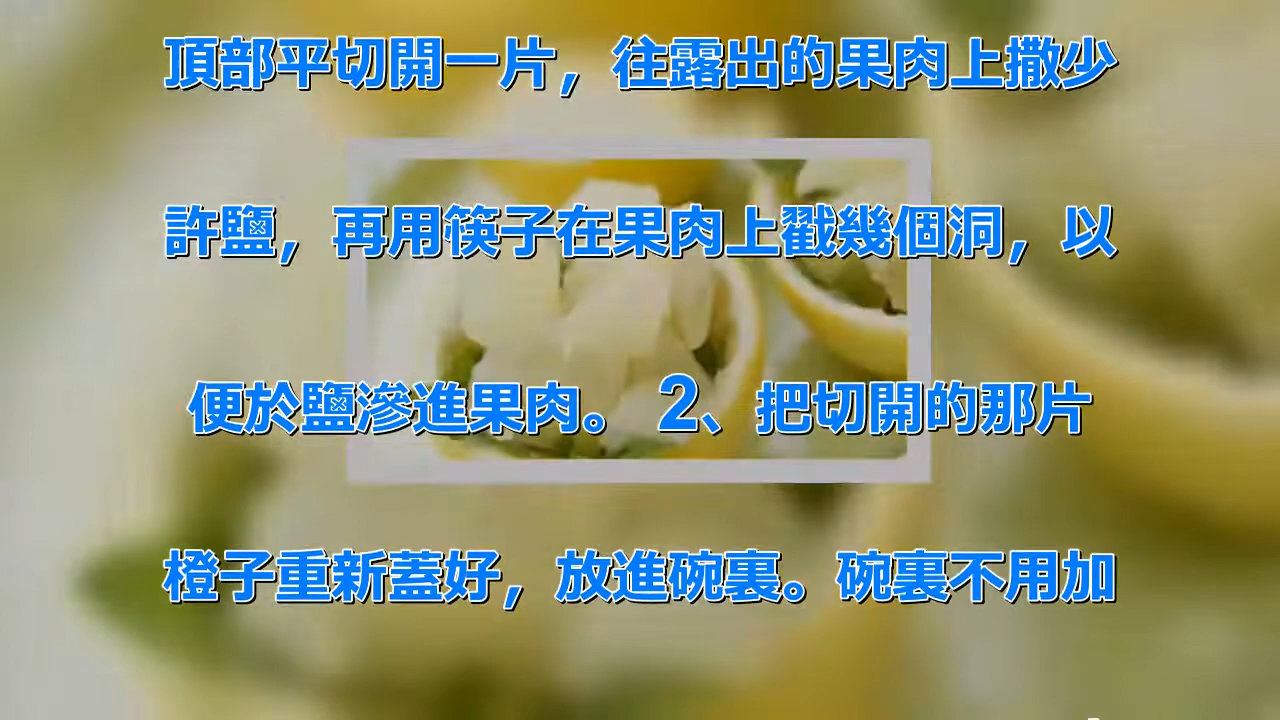 頂部平切開一片，往露出的果肉上撒少
許鹽，再用筷子在果肉上戳幾個洞，以
便於鹽滲進果肉。 2、把切開的那片
橙子重新蓋好，放進碗裏。碗裏不用加